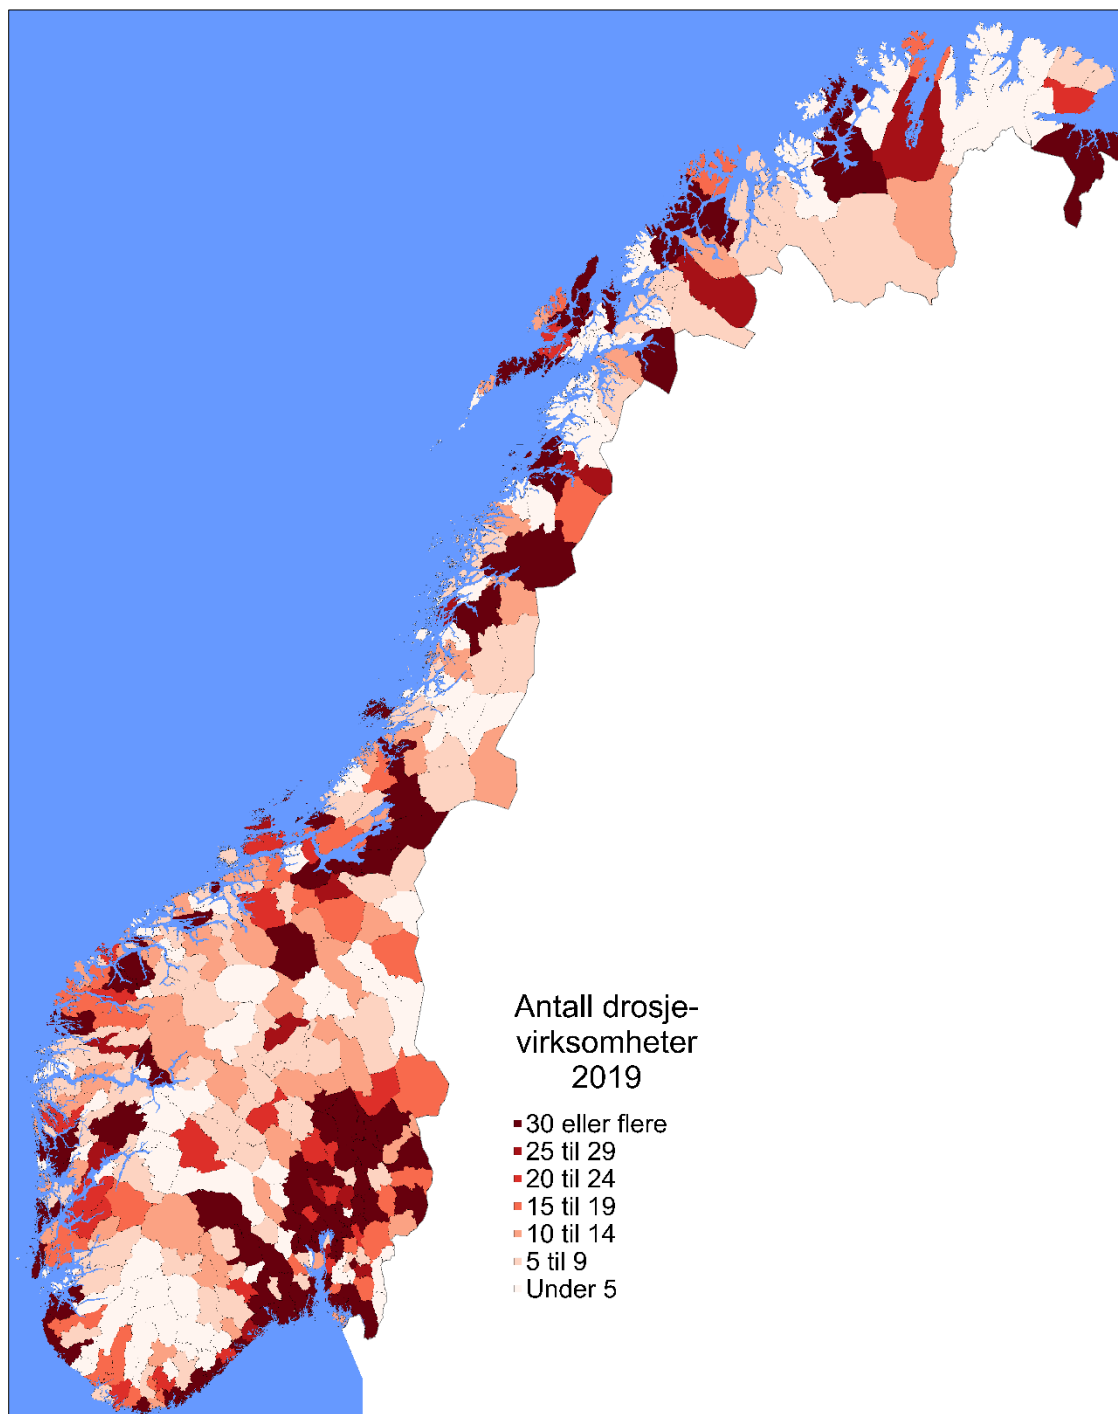 Antall drosje-
virksomheter
2019
30 eller flere
25 til 29
20 til 24
15 til 19
10 til 14
5 til 9
Under 5